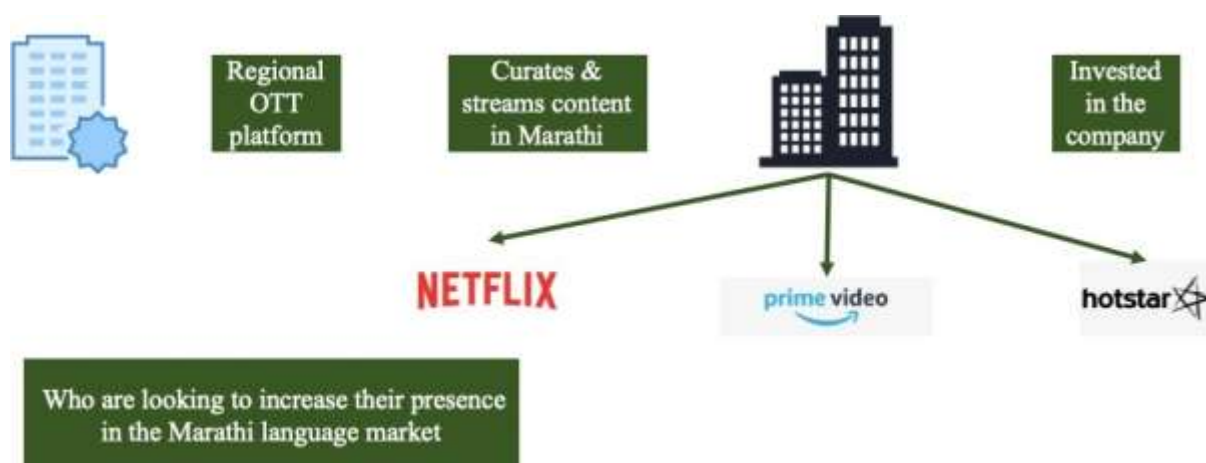 Regional
OTT
platform
Curates &
streams content
in Marathi
Invested
in the
company
NETFLIX
prime video
hotstar
Who are looking to increase their presence
in the Marathi language market